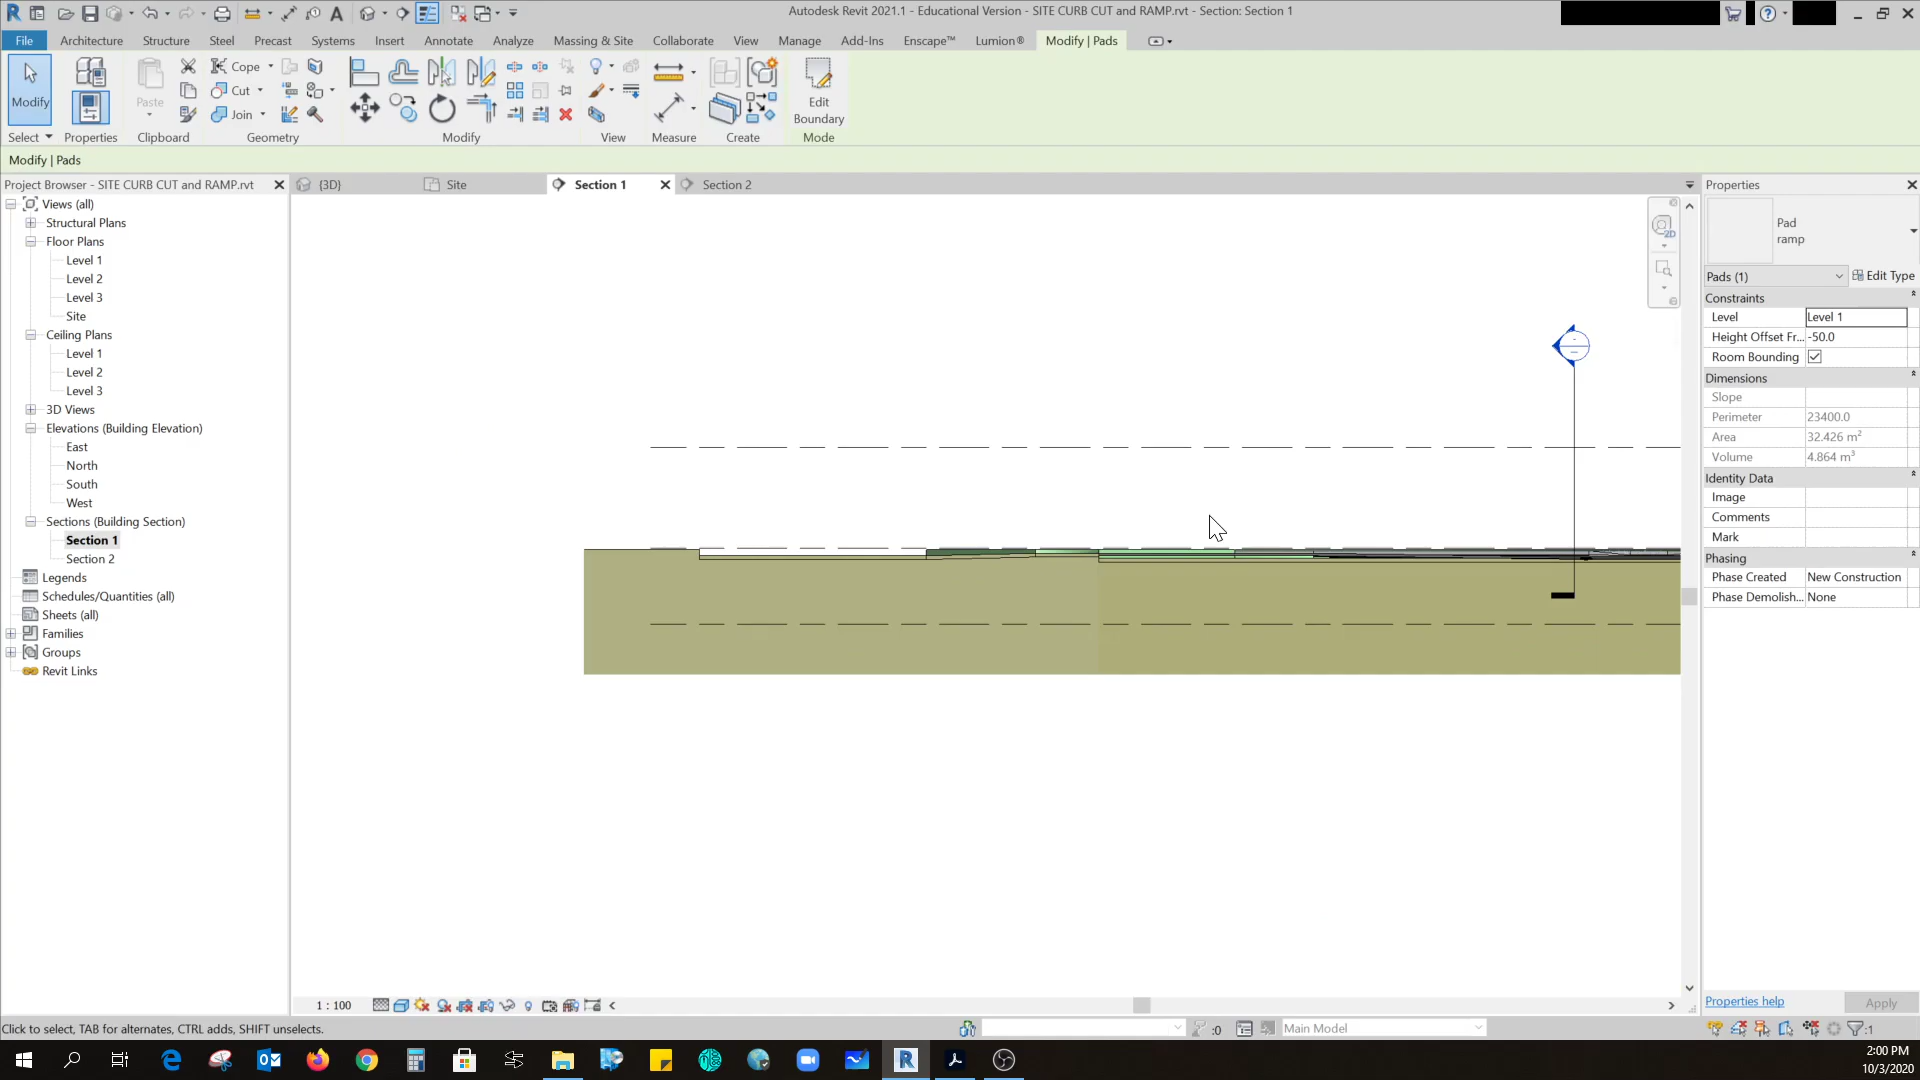 Autodesk Revit 2021.1 - Educational Version - SITE CURB CUT and RAMP.rvt - Section: Section 1
File Architecture Structure Steel Precast Systems Insert Annotate Analyze Massing & Site Collaborate View Manage Add-Ins Enscape™ Lumion® Modify | Pads
Modify
Paste
Cope
Cut
Join
Edit
Boundary
Select Properties Clipboard Geometry Modify View Measure Create Mode
Modify | Pads
Project Browser - SITE CURB CUT and RAMP.rvt
{3D} Site Section 1 Section 2
Views (all)
Structural Plans
Floor Plans
Level 1
Level 2
Level 3
Site
Ceiling Plans
Level 1
Level 2
Level 3
3D Views
Elevations (Building Elevation)
East
North
South
West
Sections (Building Section)
Section 1
Section 2
Legends
Schedules/Quantities (all)
Sheets (all)
Families
Groups
Revit Links
2D
Properties
Pad
ramp
Pads (1) Edit Type
Constraints
Level Level 1
Height Offset Fr... -50.0
Room Bounding
Dimensions
Slope
Perimeter 23400.0
Area 32.426 m²
Volume 4.864 m³
Identity Data
Image
Comments
Mark
Phasing
Phase Created New Construction
Phase Demolish... None
Properties help Apply
1 : 100
Click to select, TAB for alternates, CTRL adds, SHIFT unselects.
:0 Main Model :1
2:00 PM
10/3/2020